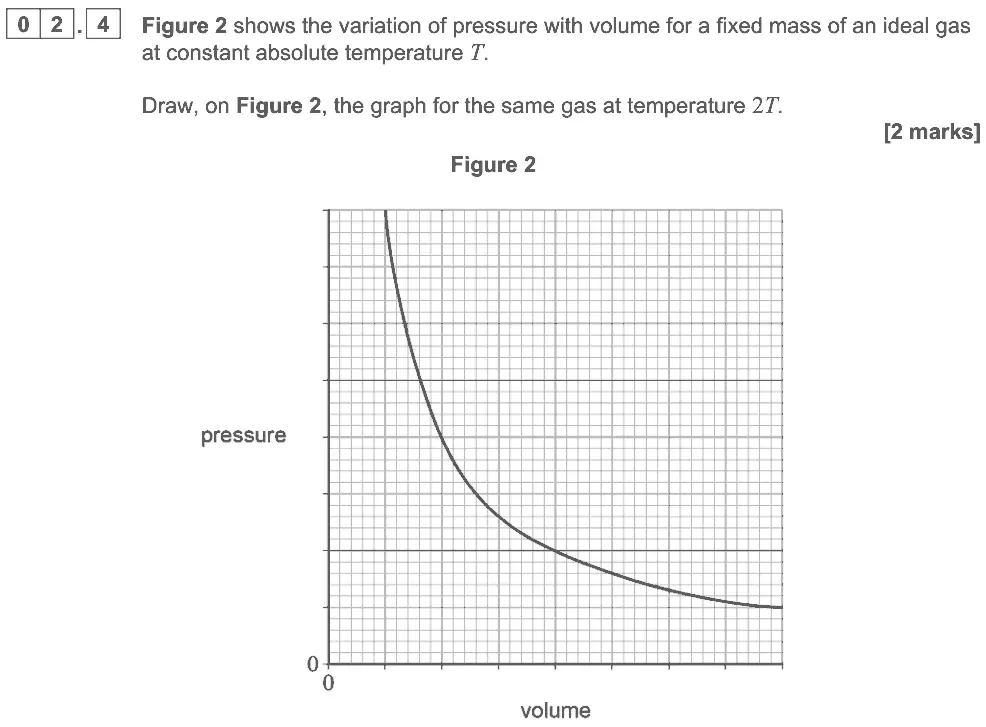 0 2 . 4 Figure 2 shows the variation of pressure with volume for a fixed mass of an ideal gas
at constant absolute temperature T.
Draw, on Figure 2, the graph for the same gas at temperature 2T.
[2 marks]
Figure 2
pressure
0
0
volume